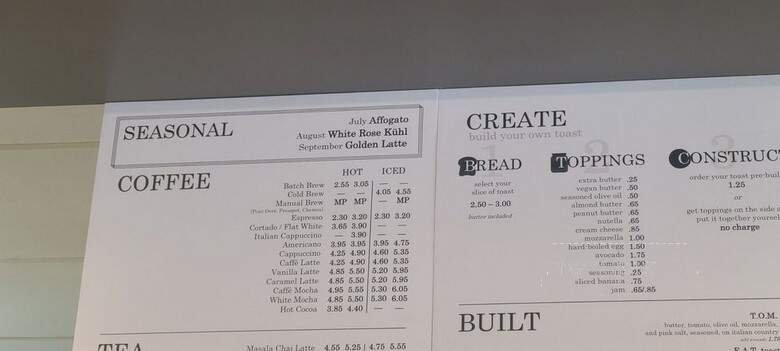 SEASONAL
July Affogato
August White Rose Kühl
September Golden Latte
COFFEE
HOT ICED
Batch Brew 2.55 3.05 — —
Cold Brew — — 4.05 4.55
Manual Brew MP MP — MP
Espresso 2.30 3.20 2.30 3.20
Cortado / Flat White 3.65 3.90 — —
Italian Cappuccino — 3.90 — —
Americano 3.95 3.95 3.95 4.75
Cappuccino 4.25 4.90 4.60 5.35
Caffè Latte 4.25 4.90 4.60 5.35
Vanilla Latte 4.85 5.50 5.20 5.95
Caramel Latte 4.85 5.50 5.20 5.95
Caffè Mocha 4.95 5.55 5.30 6.05
White Mocha 4.85 5.50 5.30 6.05
Hot Cocoa 3.85 4.40 — —
TEA
Masala Chai Latte 4.55 5.25 4.75 5.55
CREATE
build your own toast
1 BREAD
select your
slice of toast
2.50 – 3.00
butter included
2 TOPPINGS
extra butter .25
vegan butter .50
seasoned olive oil .50
almond butter .65
peanut butter .65
nutella .65
cream cheese .85
mozzarella 1.00
hard-boiled egg 1.50
avocado 1.75
tomato 1.00
seasoning .25
sliced banana .75
jam .65/.85
3 CONSTRUC
order your toast pre-buil
1.25
or
get toppings on the side
put it together yourse
no charge
BUILT
T.O.M.
butter, tomato, olive oil, mozzarella,
and pink salt, seasoned, on italian country